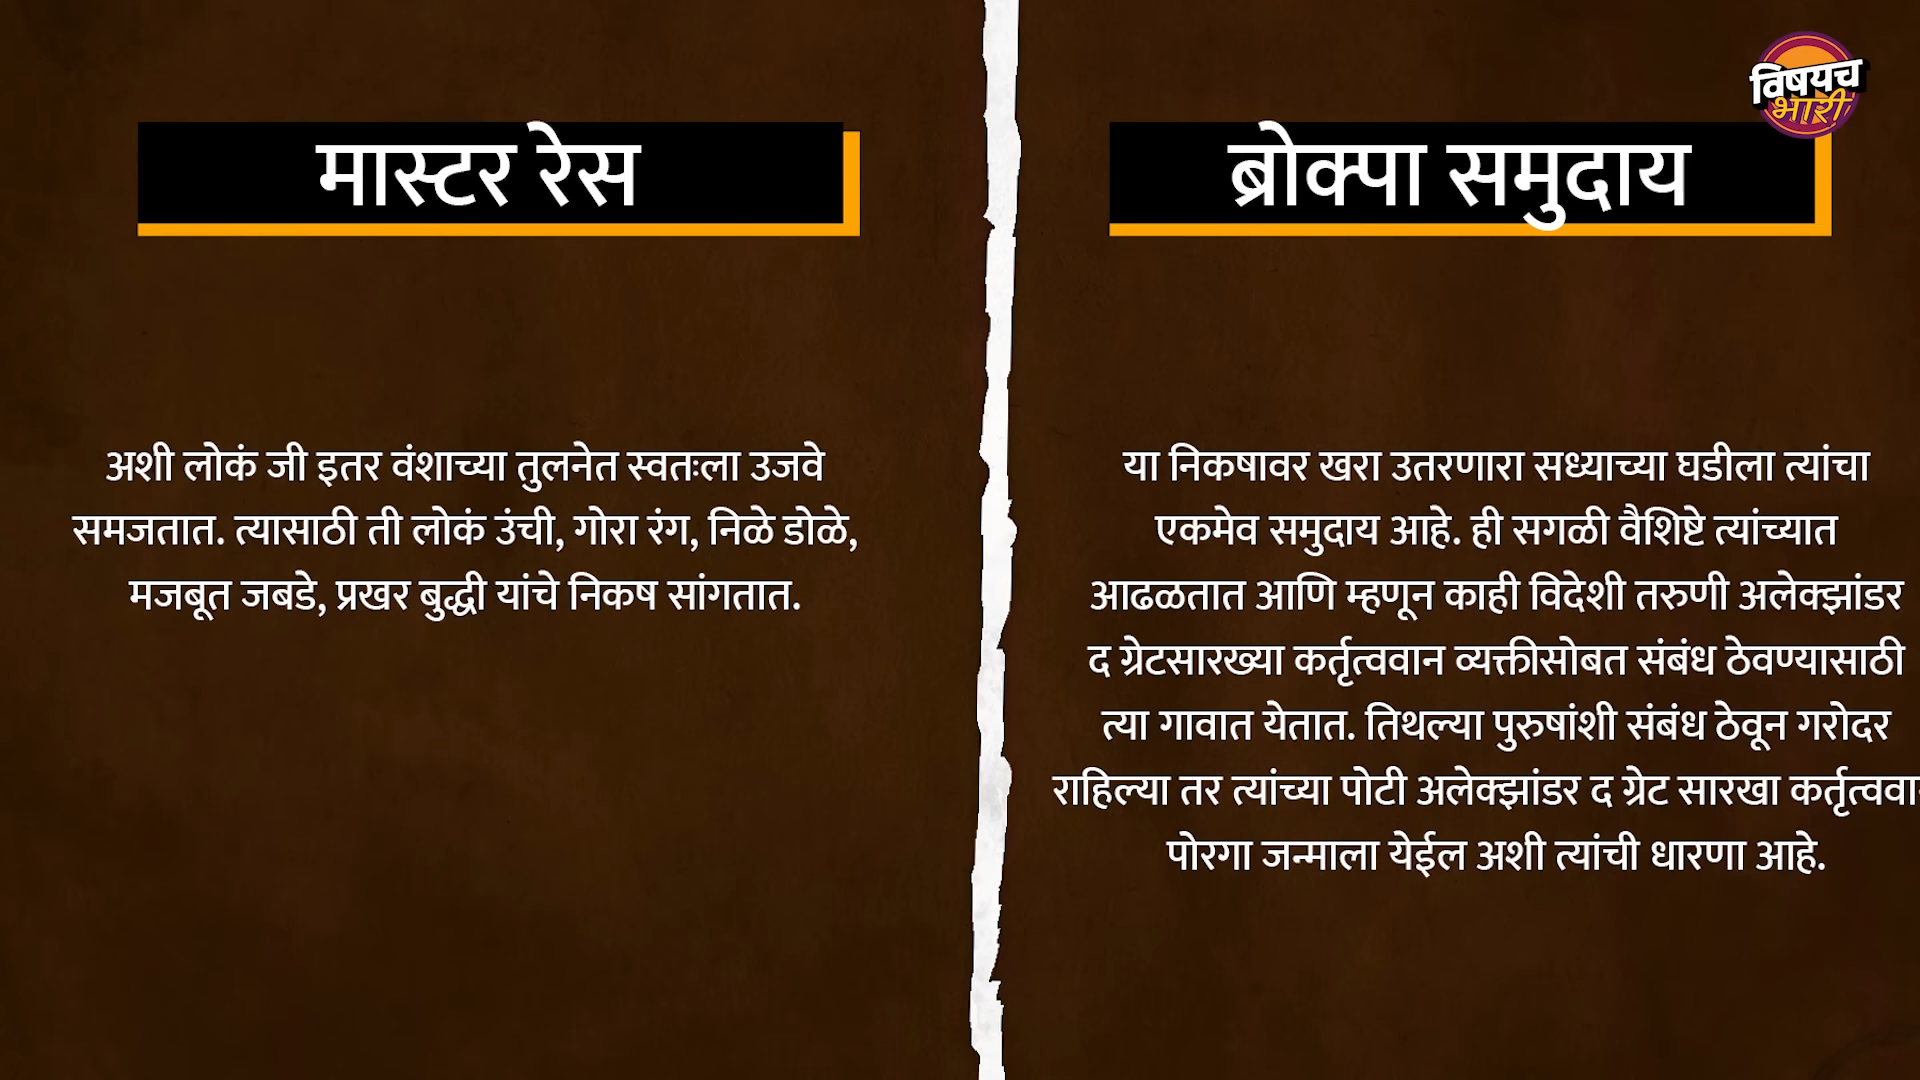 विषयच
भारी
मास्टर रेस
अशी लोकं जी इतर वंशाच्या तुलनेत स्वतःला उजवे
समजतात. त्यासाठी ती लोकं उंची, गोरा रंग, निळे डोळे,
मजबूत जबडे, प्रखर बुद्धी यांचे निकष सांगतात.
ब्रोक्पा समुदाय
या निकषावर खरा उतरणारा सध्याच्या घडीला त्यांचा
एकमेव समुदाय आहे. ही सगळी वैशिष्टे त्यांच्यात
आढळतात आणि म्हणून काही विदेशी तरुणी अलेक्झांडर
द ग्रेटसारख्या कर्तृत्ववान व्यक्तीसोबत संबंध ठेवण्यासाठी
त्या गावात येतात. तिथल्या पुरुषांशी संबंध ठेवून गरोदर
राहिल्या तर त्यांच्या पोटी अलेक्झांडर द ग्रेट सारखा
पोरगा जन्माला येईल अशी त्यांची धारणा आहे.